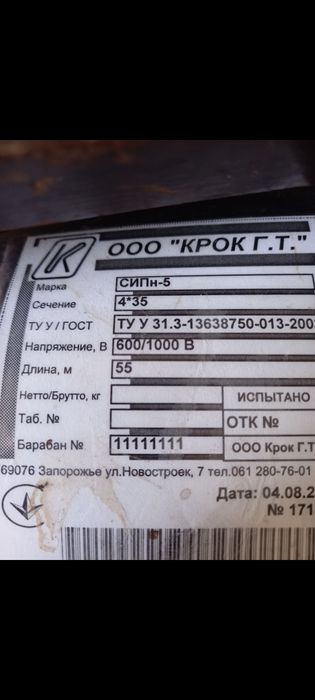 ООО "КРОК Г.Т."
Марка СИПн-5
Сечение 4*35
ТУ У / ГОСТ ТУ У 31.3-13638750-013-200
Напряжение, В 600/1000 В
Длина, м 55
Нетто/Брутто, кг ИСПЫТАНО
Таб. № ОТК №
Барабан № 11111111 ООО Крок Г.Т
69076 Запорожье ул.Новостроек, 7 тел.061 280-76-01
Дата: 04.08.2
№ 171